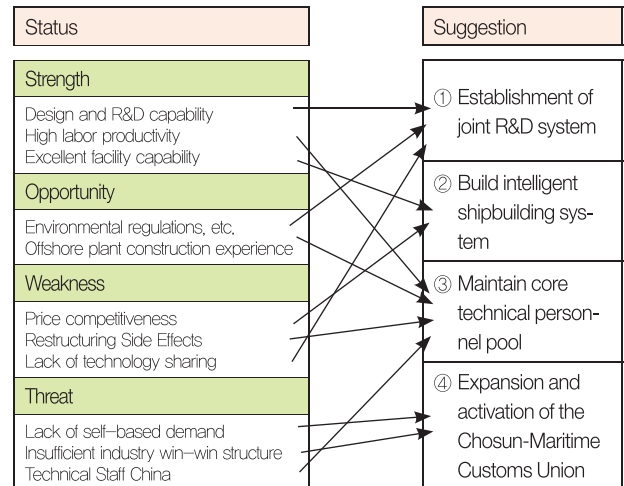 Status
Strength
Design and R&D capability
High labor productivity
Excellent facility capability
Opportunity
Environmental regulations, etc.
Offshore plant construction experience
Weakness
Price competitiveness
Restructuring Side Effects
Lack of technology sharing
Threat
Lack of self-based demand
Insufficient industry win-win structure
Technical Staff China
Suggestion
① Establishment of
joint R&D system
② Build intelligent
shipbuilding sys-
tem
③ Maintain core
technical person-
nel pool
④ Expansion and
activation of the
Chosun-Maritime
Customs Union